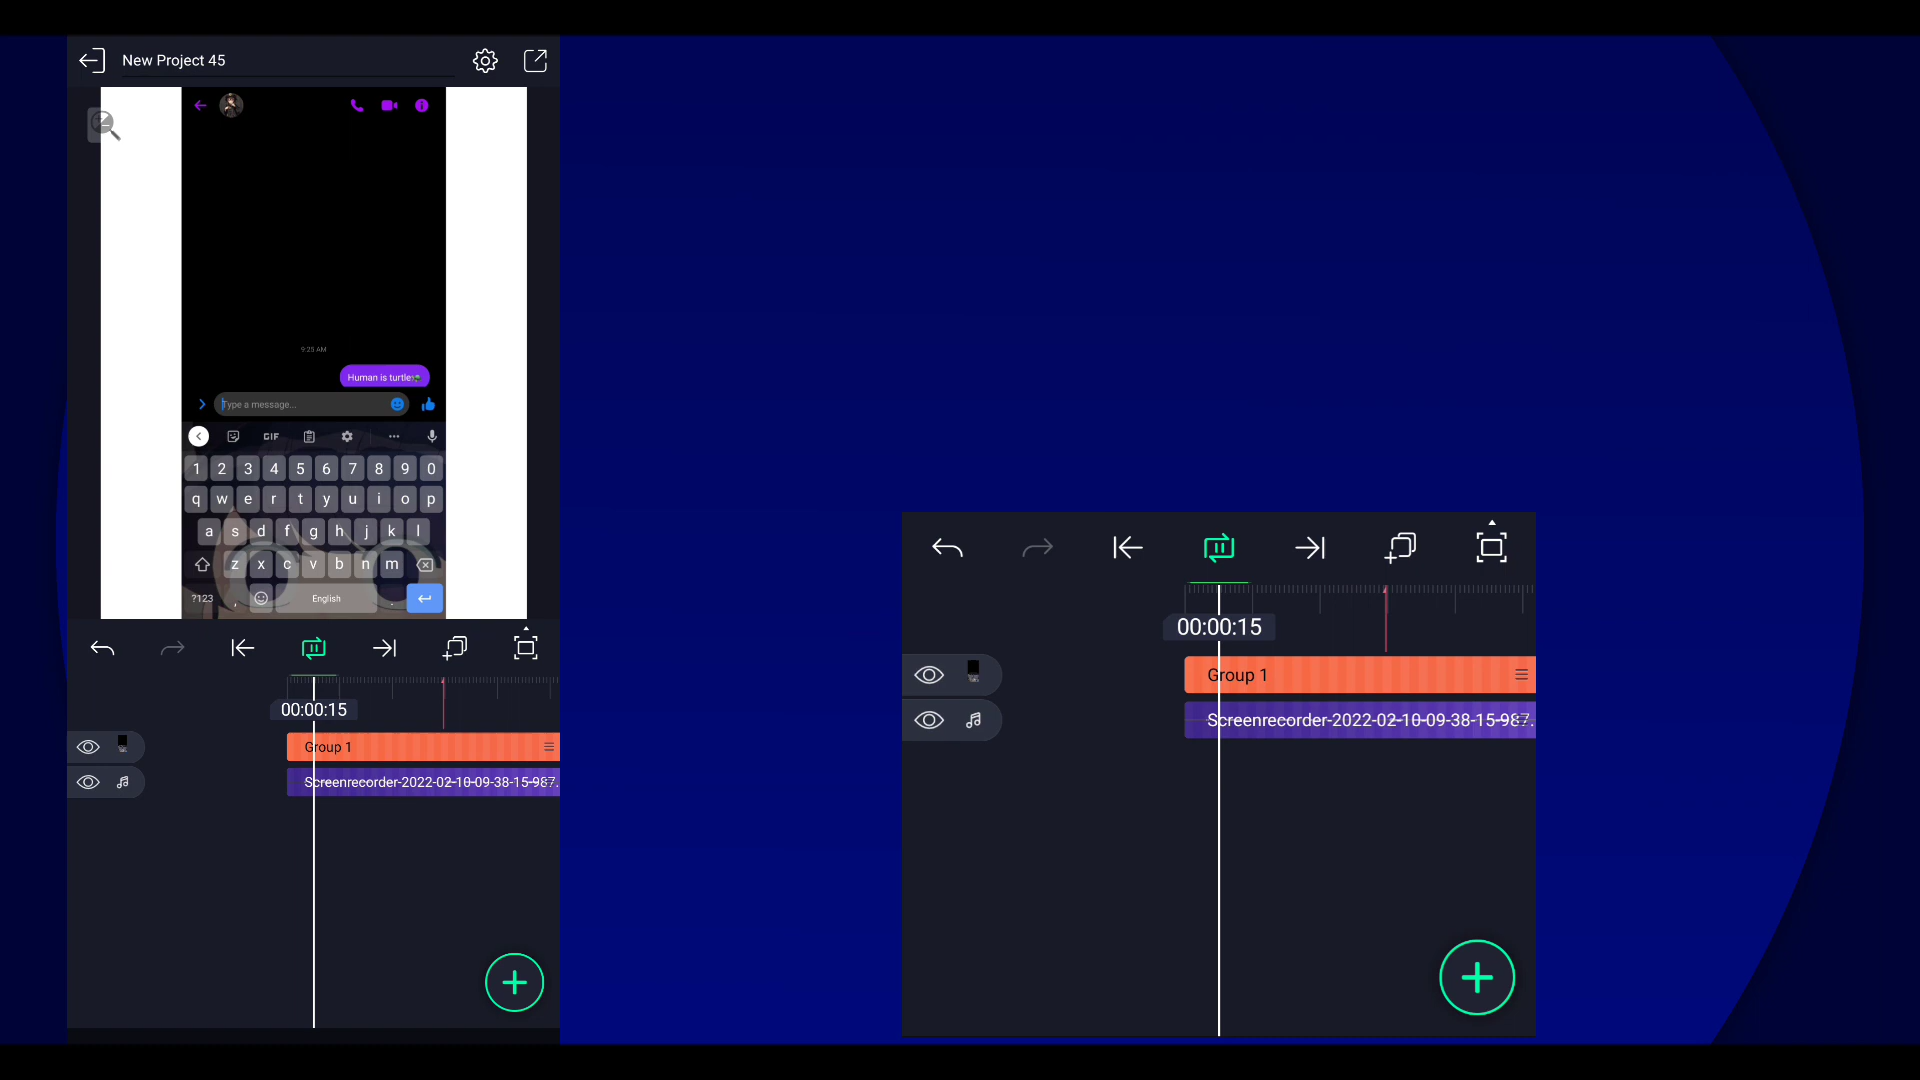 New Project 45
9:25 AM
Human is turtle
Type a message...
GIF
1 2 3 4 5 6 7 8 9 0
q w e r t y u i o p
a s d f g h j k l
z x c v b n m
?123 , English .
00:00:15
Group 1
Screenrecorder-2022-02-10-09-38-15-987.
00:00:15
Group 1
Screenrecorder-2022-02-10-09-38-15-987.